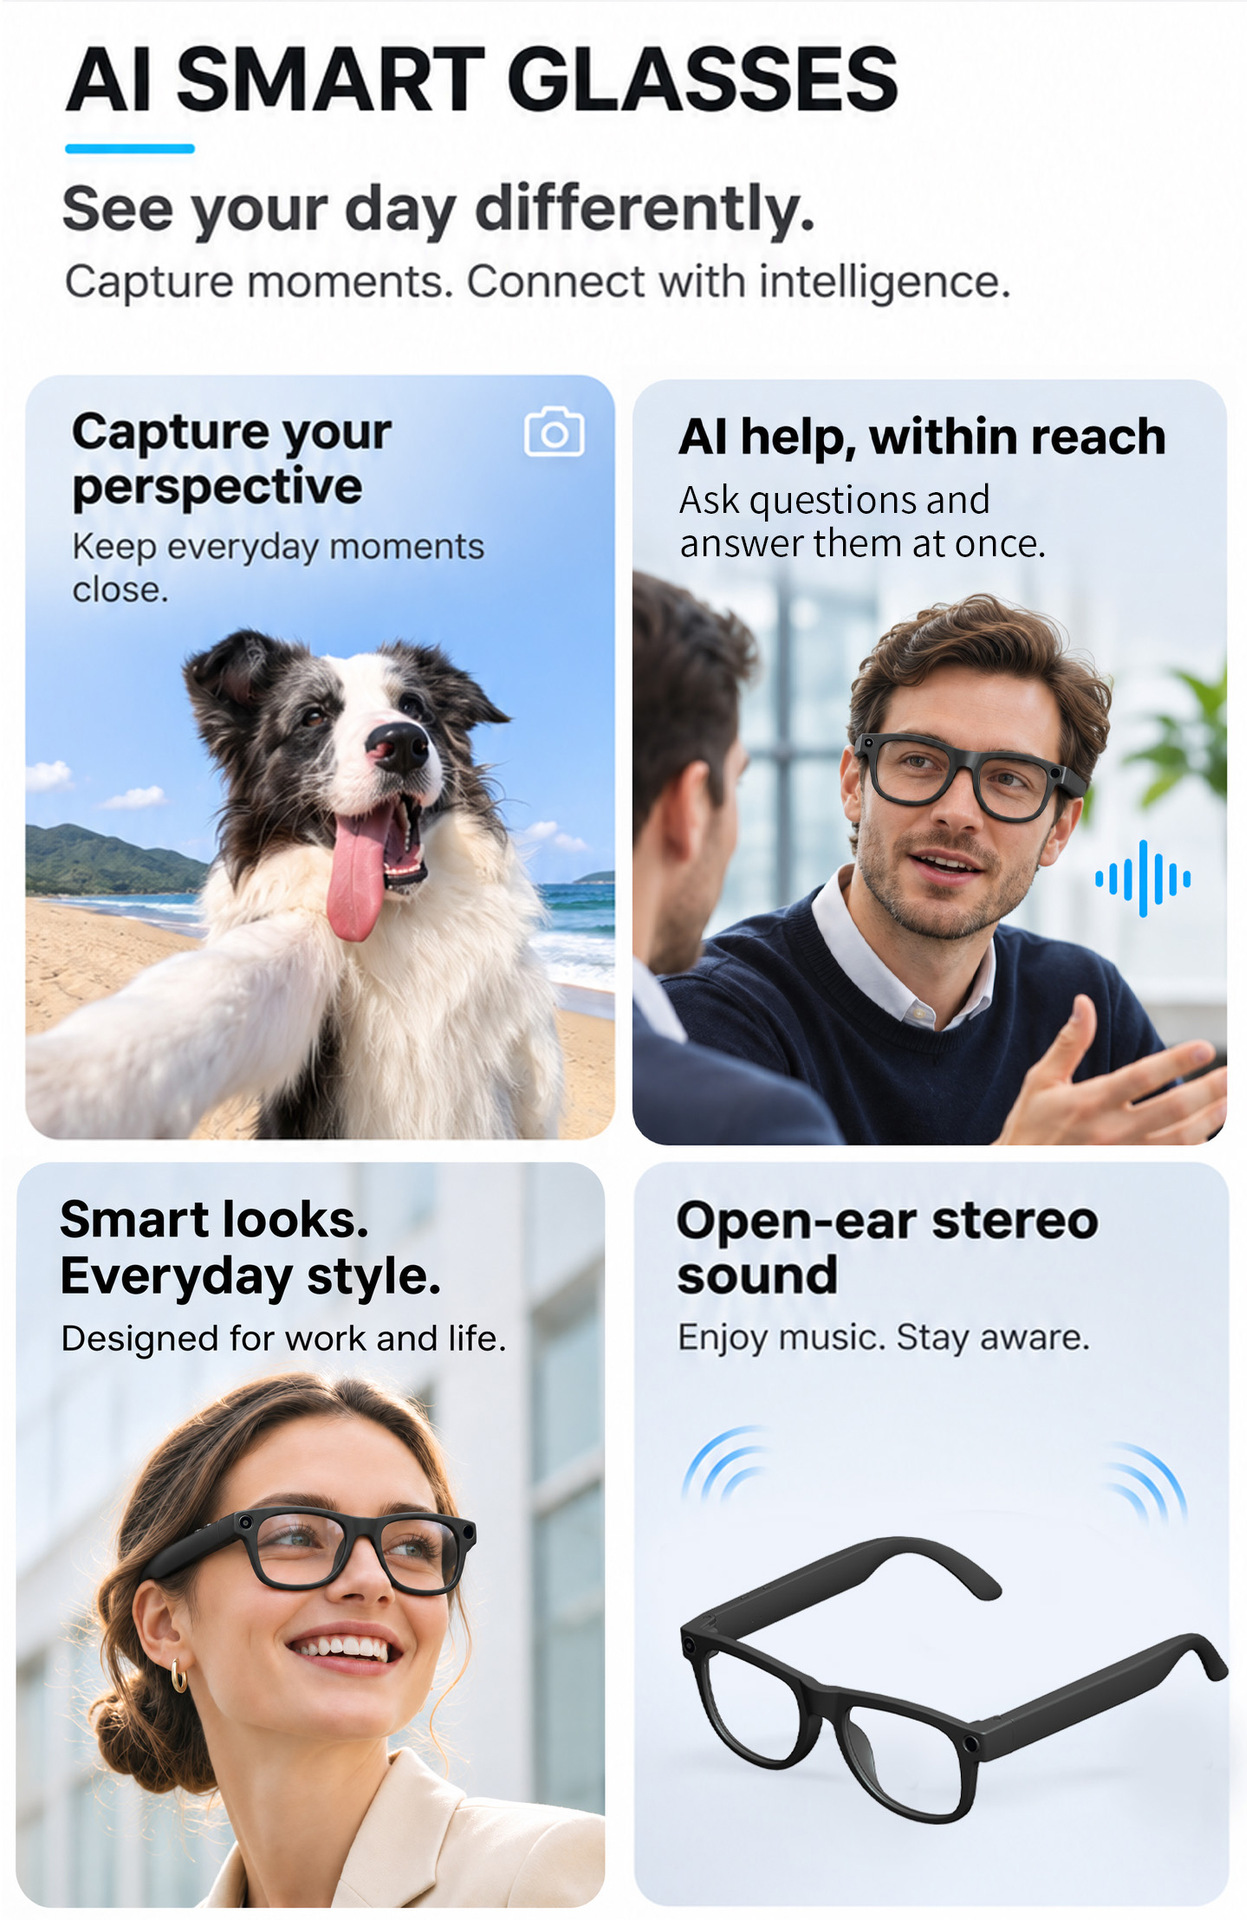 AI SMART GLASSES
See your day differently.
Capture moments. Connect with intelligence.
Capture your
perspective
Keep everyday moments
close.
AI help, within reach
Ask questions and
answer them at once.
Smart looks.
Everyday style.
Designed for work and life.
Open-ear stereo
sound
Enjoy music. Stay aware.